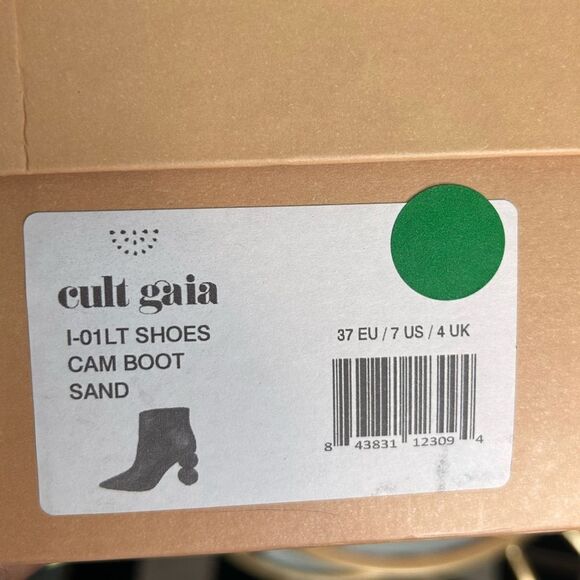 cult gaia
I-01LT SHOES
CAM BOOT
SAND
37 EU / 7 US / 4 UK
8 43831 12309 4